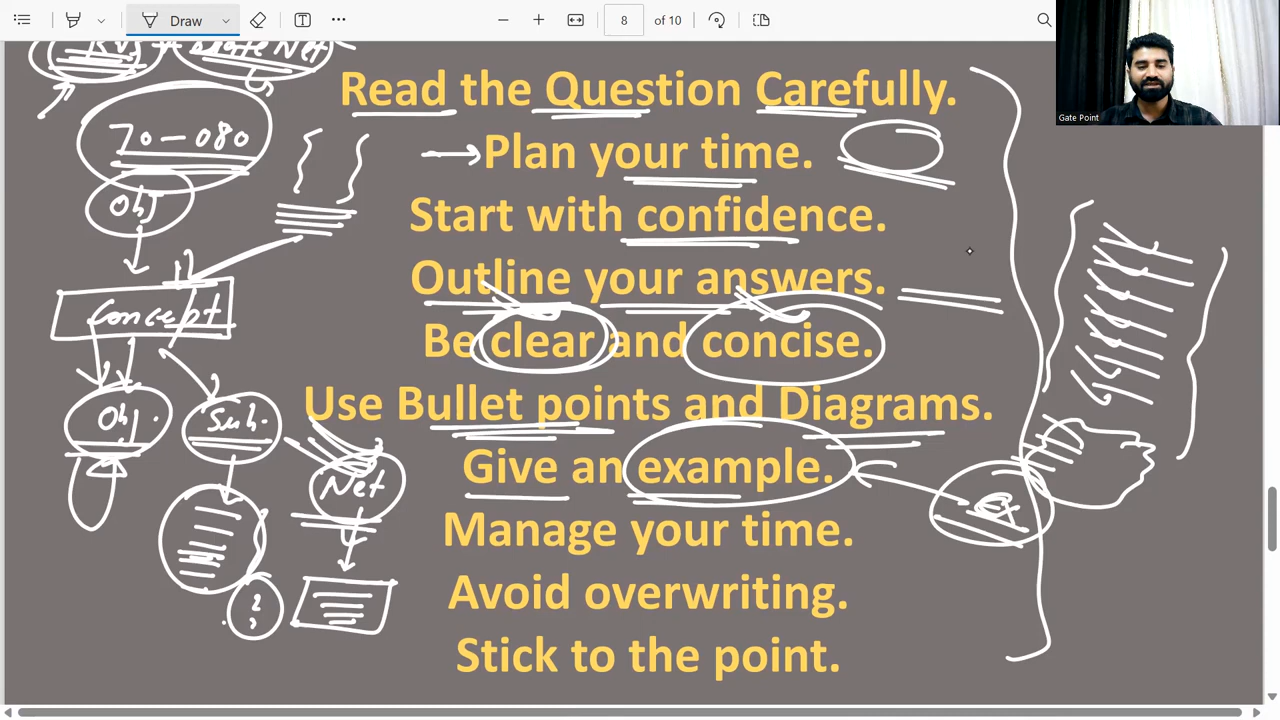 Draw
8 of 10
Gate Point
Net
70-080
Obj
Concept
Obj.
Sub.
Net
Read the Question Carefully.
Plan your time.
Start with confidence.
Outline your answers.
Be clear and concise.
Use Bullet points and Diagrams.
Give an example.
Manage your time.
Avoid overwriting.
Stick to the point.